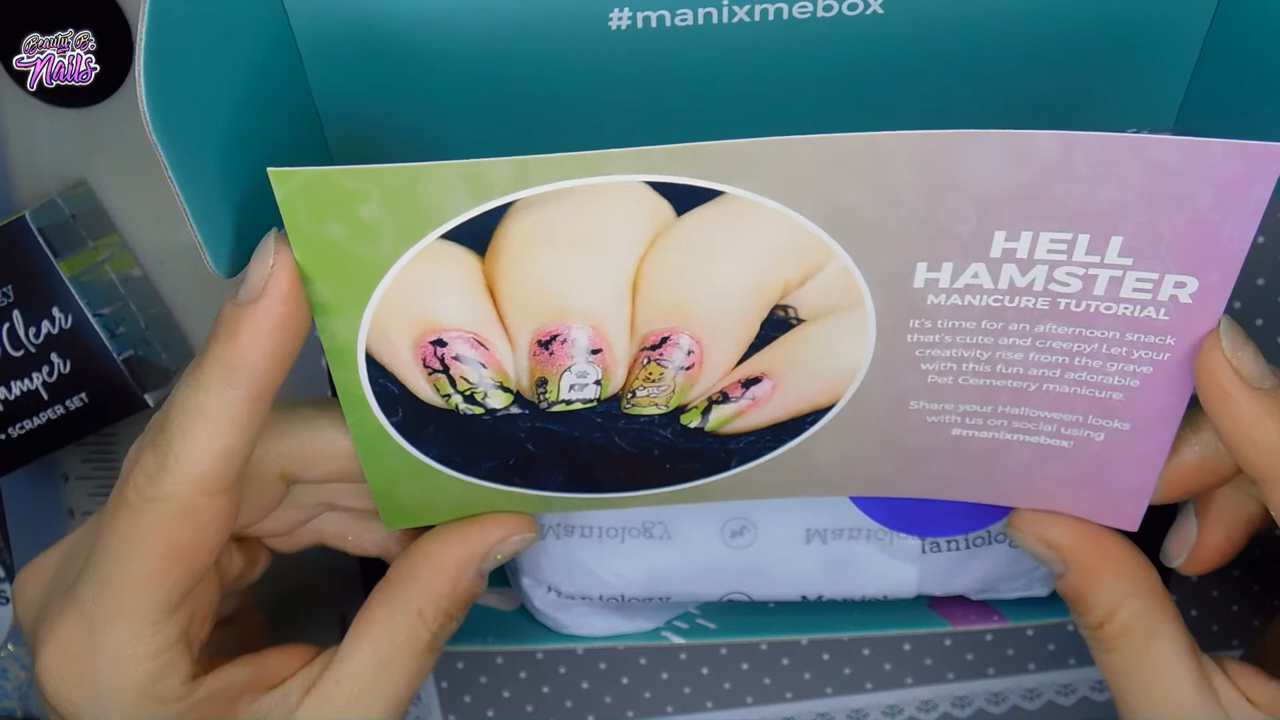 Beauty B.
Nails
#manixmebox
HELL
HAMSTER
MANICURE TUTORIAL
It's time for an afternoon snack
that's cute and creepy! Let your
creativity rise from the grave
with this fun and adorable
Pet Cemetery manicure.
Share your Halloween looks
with us on social using
#manixmebox!
Clear
SCRAPER SET
Maniology
Maniology